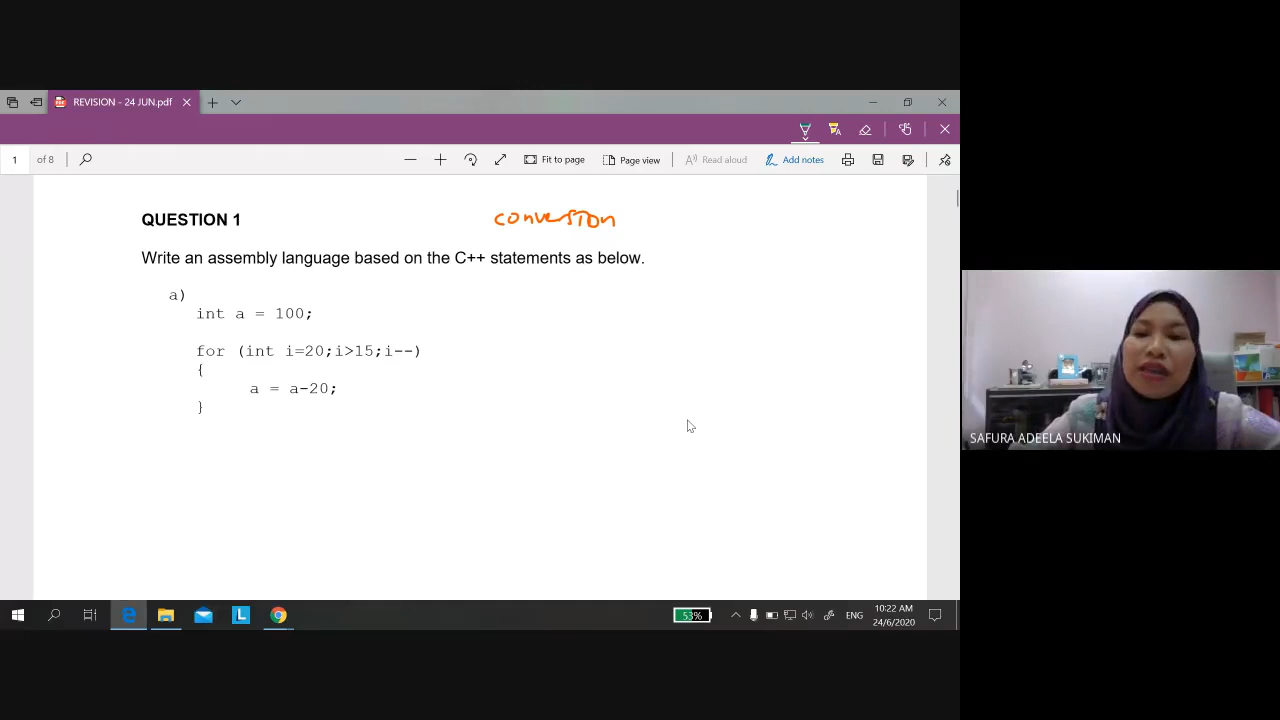 REVISION - 24 JUN.pdf
1 of 8 Fit to page Page view Read aloud Add notes
QUESTION 1 conversion
Write an assembly language based on the C++ statements as below.
a)
int a = 100;
for (int i=20;i>15;i--)
{
a = a-20;
}
SAFURA ADEELA SUKIMAN
53% ENG 10:22 AM
24/6/2020